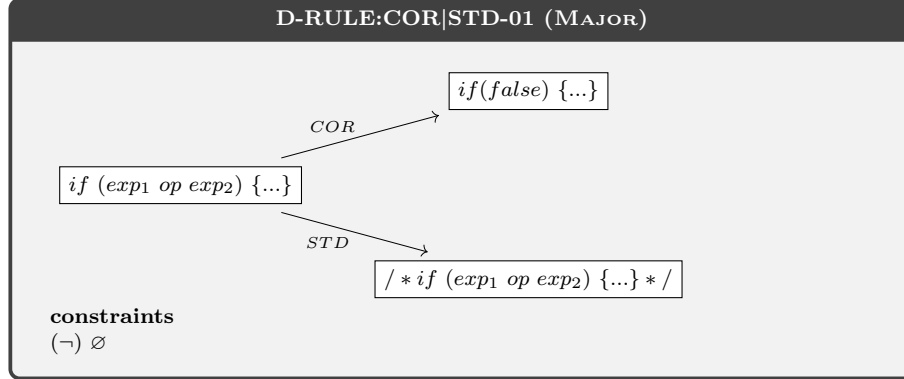 D-RULE:COR|STD-01 (MAJOR)
if(false) {...}
COR
if (exp₁ op exp₂) {...}
STD
/ * if (exp₁ op exp₂) {...} * /
constraints
(¬) ∅